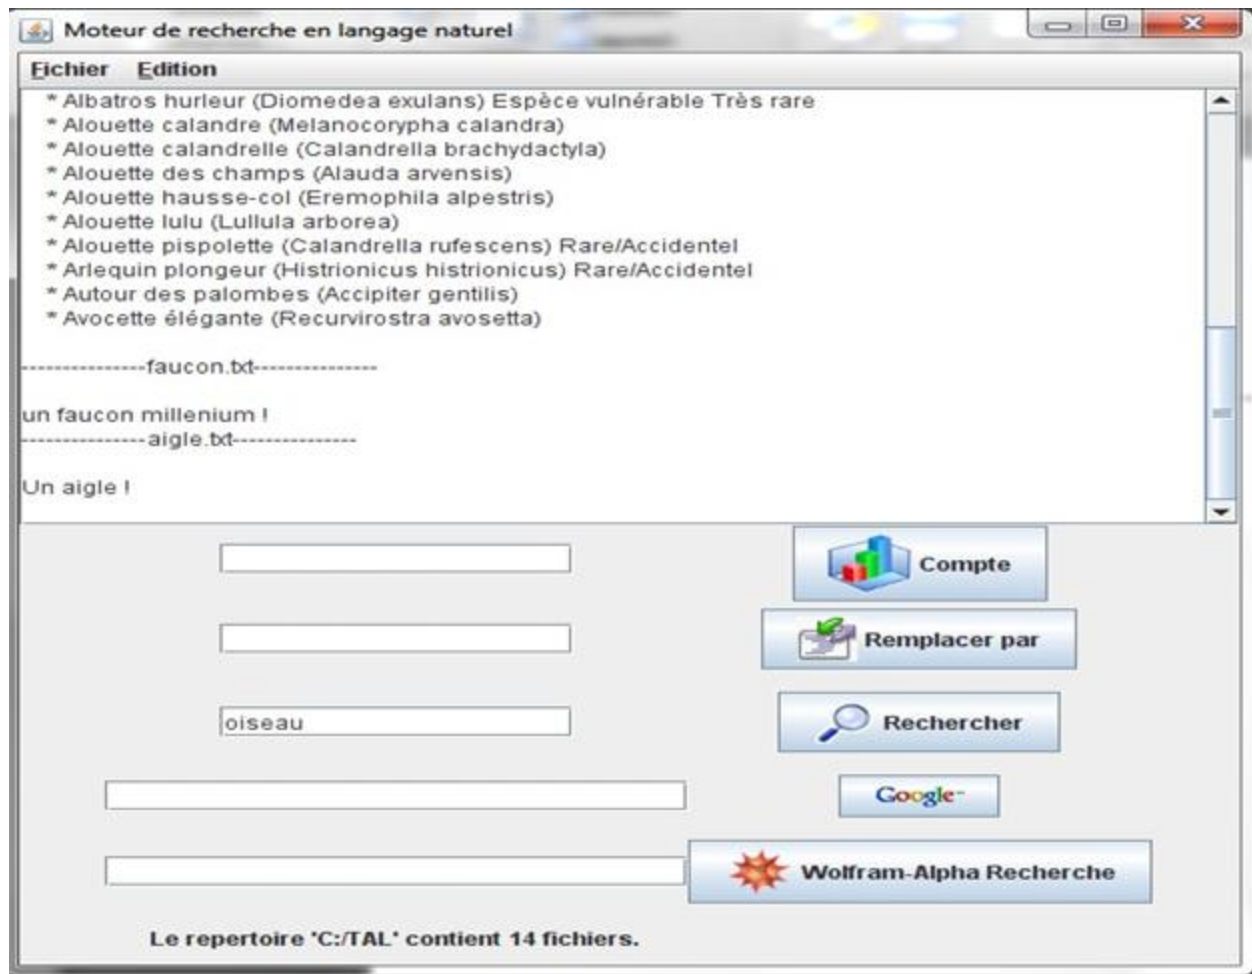 Moteur de recherche en langage naturel
Fichier Edition
* Albatros hurleur (Diomedea exulans) Espèce vulnérable Très rare
* Alouette calandre (Melanocorypha calandra)
* Alouette calandrelle (Calandrella brachydactyla)
* Alouette des champs (Alauda arvensis)
* Alouette hausse-col (Eremophila alpestris)
* Alouette lulu (Lullula arborea)
* Alouette pispolette (Calandrella rufescens) Rare/Accidentel
* Arlequin plongeur (Histrionicus histrionicus) Rare/Accidentel
* Autour des palombes (Accipiter gentilis)
* Avocette élégante (Recurvirostra avosetta)
---------------faucon.txt---------------
un faucon millenium !
---------------aigle.txt---------------
Un aigle !
Compte
Remplacer par
oiseau Rechercher
Google
Wolfram-Alpha Recherche
Le repertoire 'C:/TAL' contient 14 fichiers.